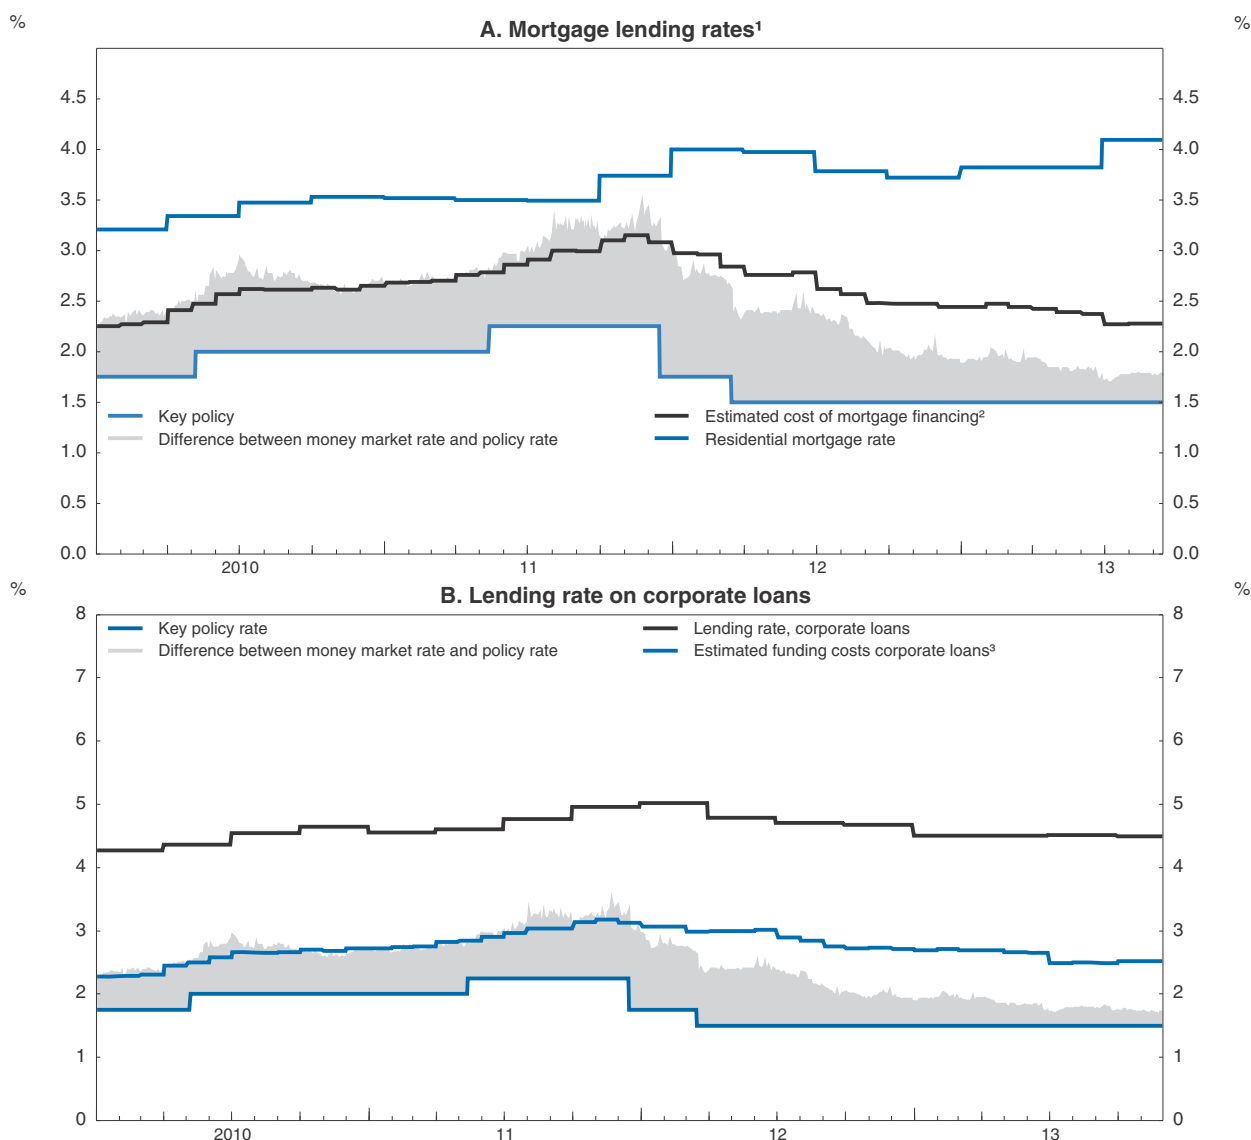 % %
A. Mortgage lending rates¹
4.5 4.5
4.0 4.0
3.5 3.5
3.0 3.0
2.5 2.5
2.0 2.0
1.5 1.5
Key policy Estimated cost of mortgage financing²
Difference between money market rate and policy rate Residential mortgage rate
1.0 1.0
0.5 0.5
0.0 0.0
2010 11 12 13
% %
B. Lending rate on corporate loans
8 8
Key policy rate Lending rate, corporate loans
Difference between money market rate and policy rate Estimated funding costs corporate loans³
7 7
6 6
5 5
4 4
3 3
2 2
1 1
0 0
2010 11 12 13